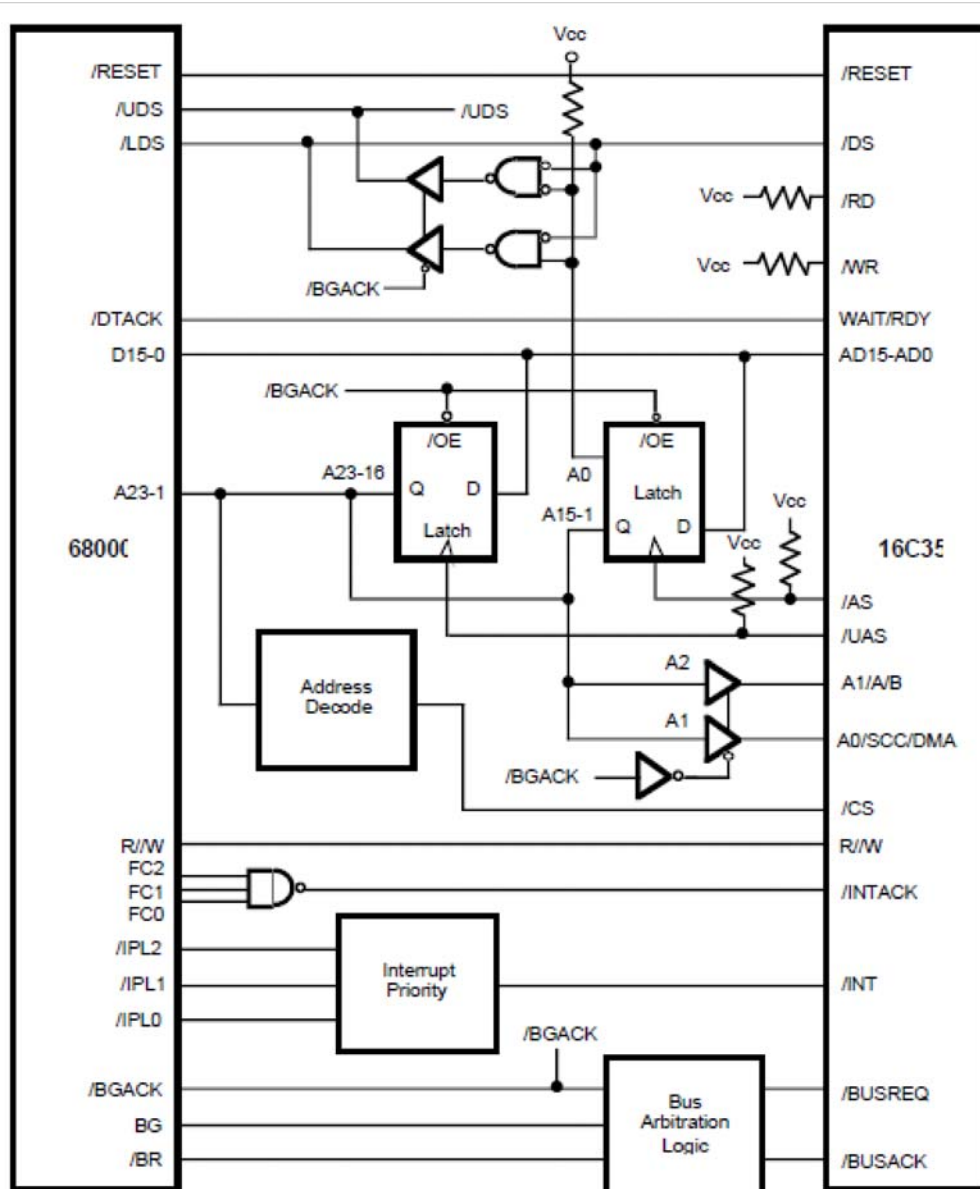 Vcc
/RESET
/RESET
/UDS
/UDS
/LDS
/DS
Vcc
/RD
Vcc
/WR
/BGACK
/DTACK
WAIT/RDY
D15-0
AD15-AD0
/BGACK
/OE
/OE
A23-16
A0
A23-1
Q
D
Latch
Vcc
A15-1
Q
D
Latch
Vcc
68000
16C35
/AS
/UAS
A2
A1/A/B
Address
Decode
A1
A0/SCC/DMA
/BGACK
/CS
R//W
R//W
FC2
FC1
/INTACK
FC0
/IPL2
Interrupt
Priority
/IPL1
/INT
/IPL0
/BGACK
/BGACK
/BUSREQ
Bus
Arbitration
Logic
BG
/BR
/BUSACK